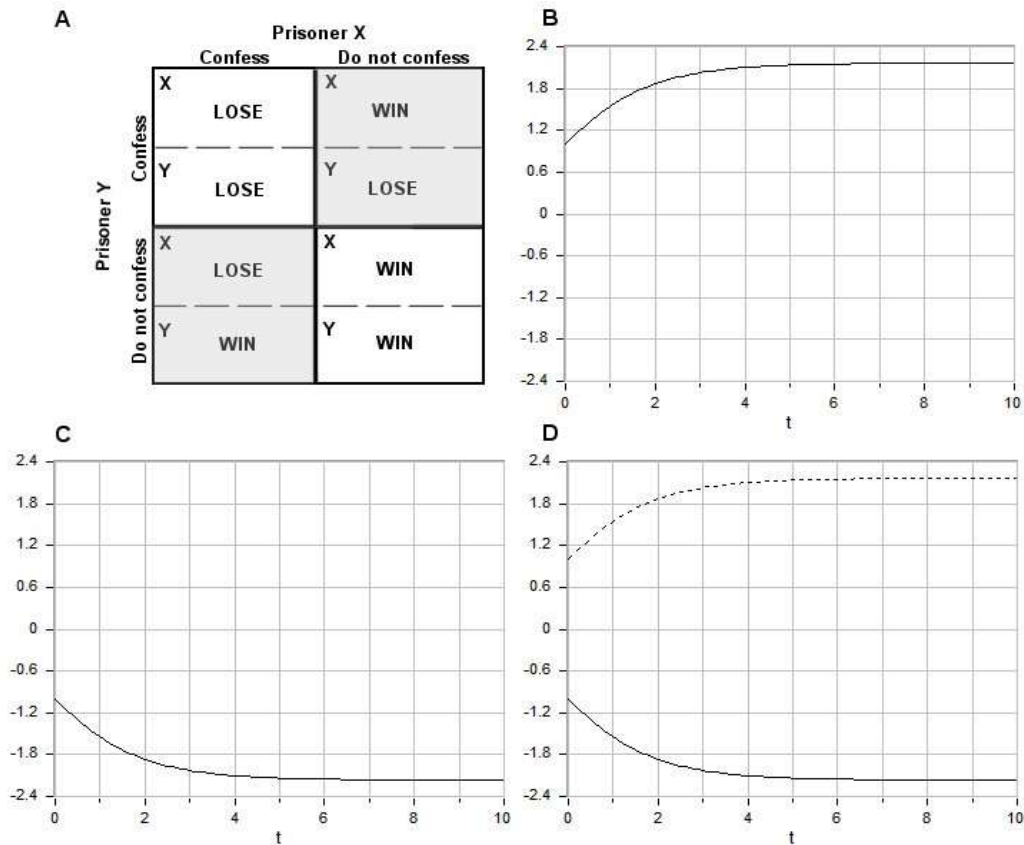 A
Prisoner X
Confess Do not confess
Prisoner Y
Confess
X
LOSE
Y
LOSE
X
WIN
Y
LOSE
Do not confess
X
LOSE
Y
WIN
X
WIN
Y
WIN
B
2.4
1.8
1.2
0.6
0
-0.6
-1.2
-1.8
-2.4
0 2 4 6 8 10
t
C
2.4
1.8
1.2
0.6
0
-0.6
-1.2
-1.8
-2.4
0 2 4 6 8 10
t
D
2.4
1.8
1.2
0.6
0
-0.6
-1.2
-1.8
-2.4
0 2 4 6 8 10
t